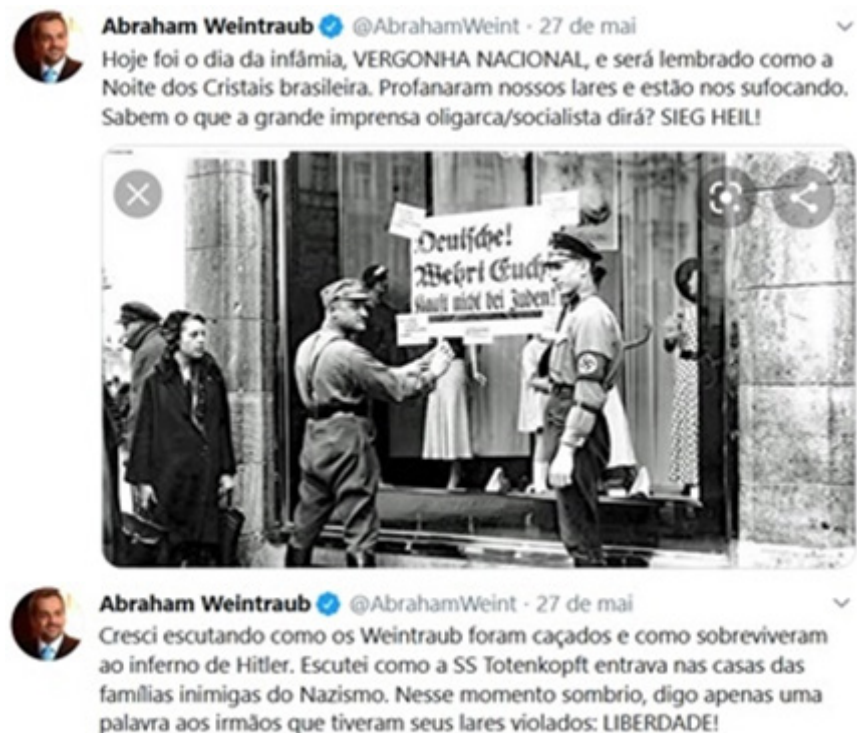 Abraham Weintraub @AbrahamWeint · 27 de mai
Hoje foi o dia da infâmia, VERGONHA NACIONAL, e será lembrado como a
Noite dos Cristais brasileira. Profanaram nossos lares e estão nos sufocando.
Sabem o que a grande imprensa oligarca/socialista dirá? SIEG HEIL!
Deutsche!
Wehrt Euch
Kauft nicht bei Juden!
Abraham Weintraub @AbrahamWeint · 27 de mai
Cresci escutando como os Weintraub foram caçados e como sobreviveram
ao inferno de Hitler. Escutei como a SS Totenkopft entrava nas casas das
famílias inimigas do Nazismo. Nesse momento sombrio, digo apenas uma
palavra aos irmãos que tiveram seus lares violados: LIBERDADE!